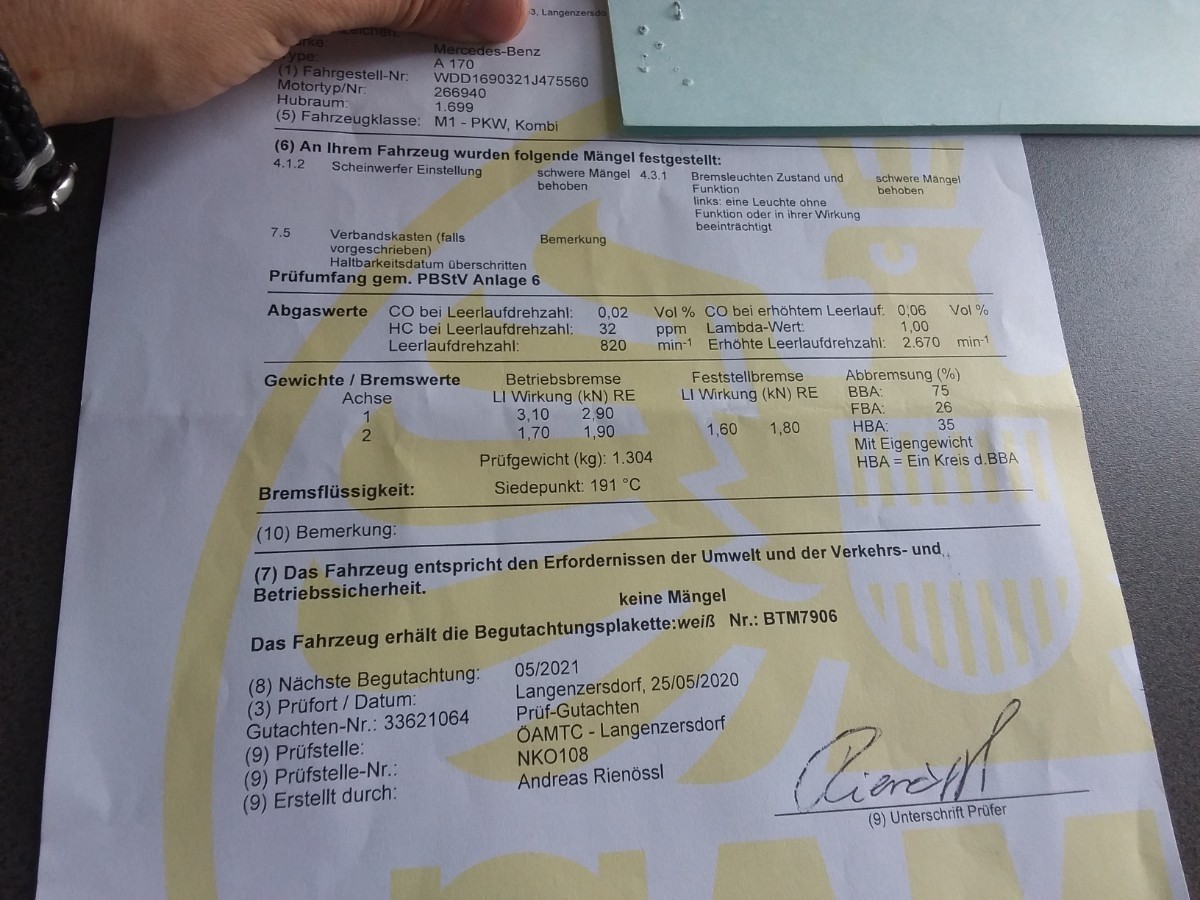 3, Langenzersdo
Mercedes-Benz
Type: A 170
(1) Fahrgestell-Nr: WDD1690321J475560
Motortyp/Nr: 266940
Hubraum: 1.699
(5) Fahrzeugklasse: M1 - PKW, Kombi
(6) An Ihrem Fahrzeug wurden folgende Mängel festgestellt:
4.1.2 Scheinwerfer Einstellung schwere Mängel behoben
4.3.1 Bremsleuchten Zustand und Funktion schwere Mängel behoben
links: eine Leuchte ohne
Funktion oder in ihrer Wirkung
beeinträchtigt
7.5 Verbandskasten (falls Bemerkung
vorgeschrieben)
Haltbarkeitsdatum überschritten
Prüfumfang gem. PBStV Anlage 6
Abgaswerte CO bei Leerlaufdrehzahl: 0,02 Vol % CO bei erhöhtem Leerlauf: 0,06 Vol %
HC bei Leerlaufdrehzahl: 32 ppm Lambda-Wert: 1,00
Leerlaufdrehzahl: 820 min-1 Erhöhte Leerlaufdrehzahl: 2.670 min-1
Gewichte / Bremswerte Betriebsbremse Feststellbremse Abbremsung (%)
Achse LI Wirkung (kN) RE LI Wirkung (kN) RE BBA: 75
1 3,10 2,90 FBA: 26
2 1,70 1,90 1,60 1,80 HBA: 35
Mit Eigengewicht
Prüfgewicht (kg): 1.304 HBA = Ein Kreis d.BBA
Bremsflüssigkeit: Siedepunkt: 191 °C
(10) Bemerkung:
(7) Das Fahrzeug entspricht den Erfordernissen der Umwelt und der Verkehrs- und
Betriebssicherheit.
keine Mängel
Das Fahrzeug erhält die Begutachtungsplakette:weiß Nr.: BTM7906
(8) Nächste Begutachtung: 05/2021
(3) Prüfort / Datum: Langenzersdorf, 25/05/2020
Gutachten-Nr.: 33621064 Prüf-Gutachten
(9) Prüfstelle: ÖAMTC - Langenzersdorf
(9) Prüfstelle-Nr.: NKO108
(9) Erstellt durch: Andreas Rienössl
Rienössl
(9) Unterschrift Prüfer